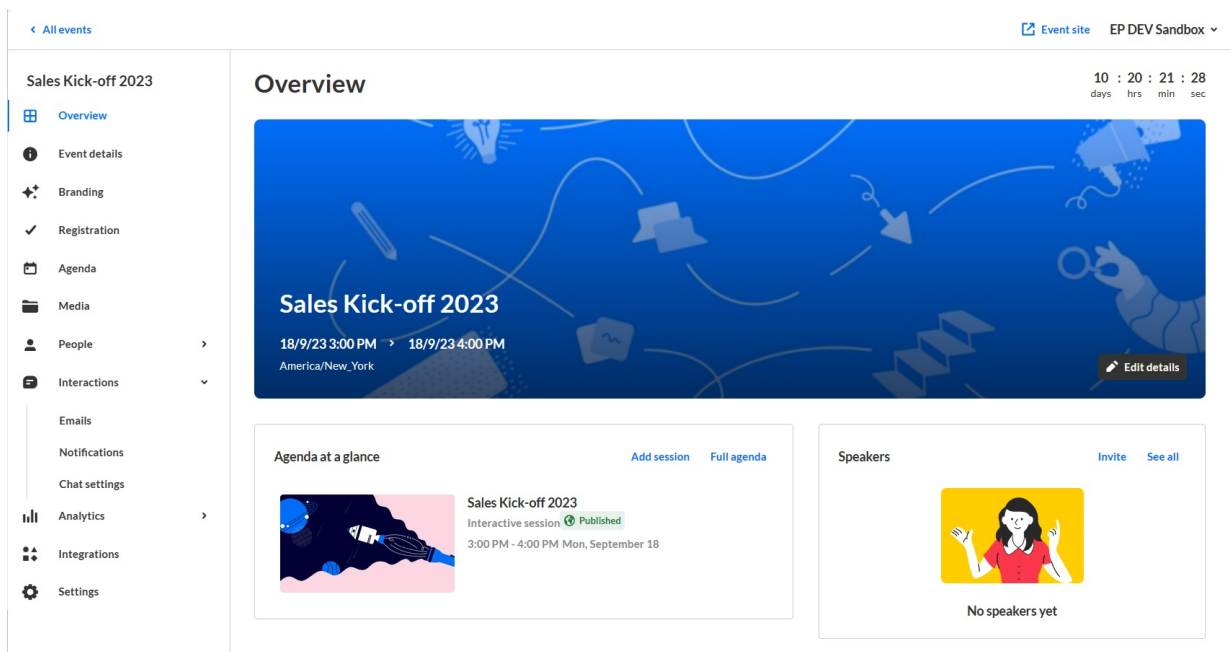 All events
Event site EP DEV Sandbox
Sales Kick-off 2023
Overview
Event details
Branding
Registration
Agenda
Media
People
Interactions
Emails
Notifications
Chat settings
Analytics
Integrations
Settings
Overview
10 : 20 : 21 : 28
days hrs min sec
Sales Kick-off 2023
18/9/23 3:00 PM > 18/9/23 4:00 PM
America/New_York
Edit details
Agenda at a glance Add session Full agenda
Sales Kick-off 2023
Interactive session Published
3:00 PM - 4:00 PM Mon, September 18
Speakers Invite See all
No speakers yet